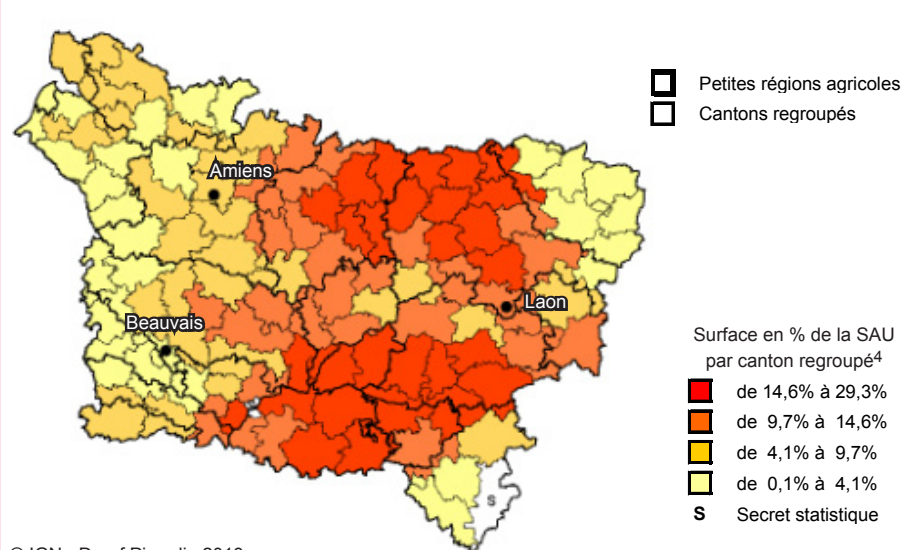 Petites régions agricoles
Cantons regroupés
Amiens
Laon
Beauvais
S
Surface en % de la SAU
par canton regroupé4
de 14,6% à 29,3%
de 9,7% à 14,6%
de 4,1% à 9,7%
de 0,1% à 4,1%
S Secret statistique